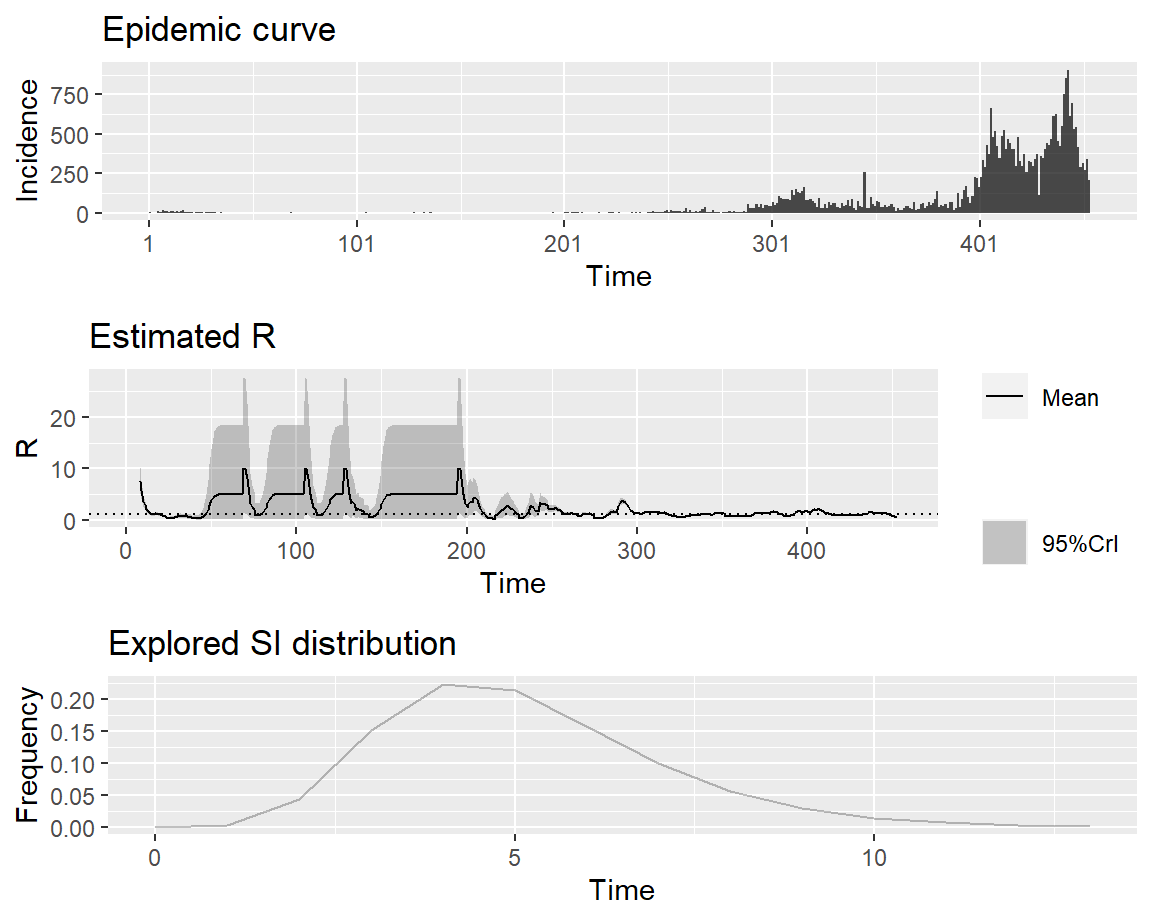 Epidemic curve
Incidence
750
500
250
0
1 101 201 301 401
Time
Estimated R
R
20
10
0
0 100 200 300 400
Time
Mean
95%CrI
Explored SI distribution
Frequency
0.20
0.15
0.10
0.05
0.00
0 5 10
Time